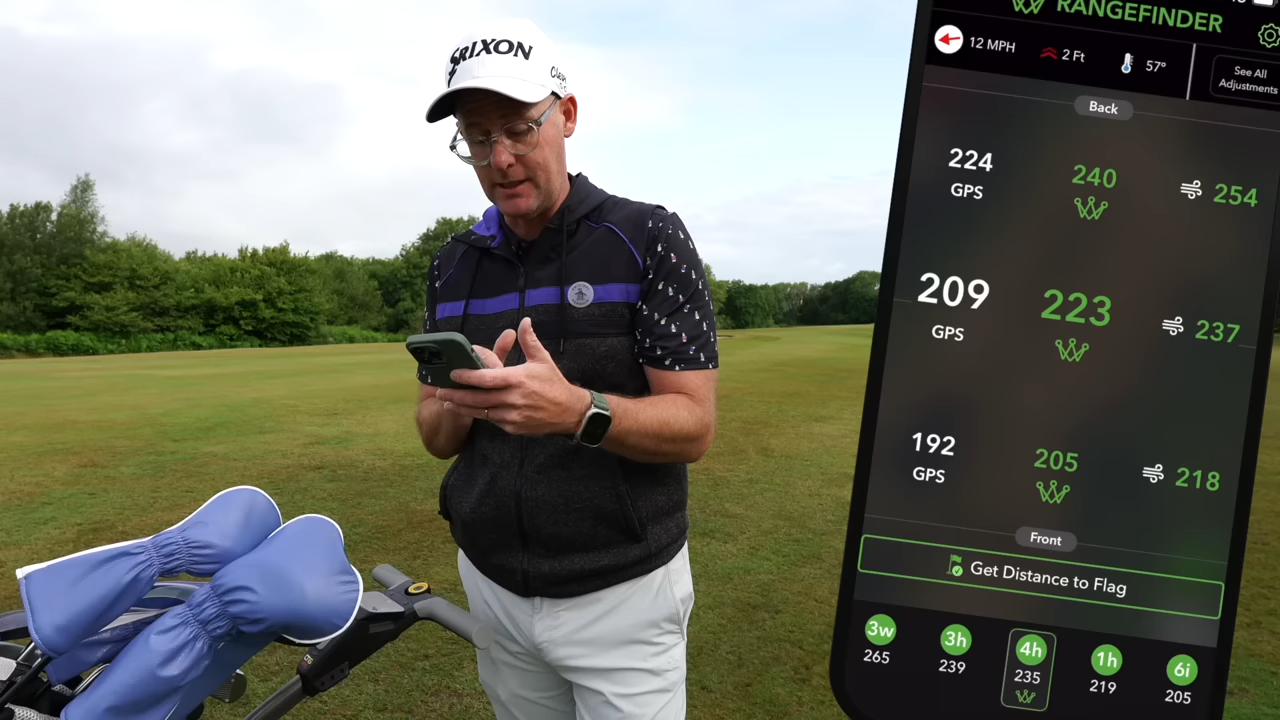 SRIXON
RANGEFINDER
12 MPH
2 Ft
57°
See All
Adjustments
Back
224
GPS
240
254
209
GPS
223
237
192
GPS
205
218
Front
Get Distance to Flag
3w
265
3h
239
4h
235
1h
219
6i
205